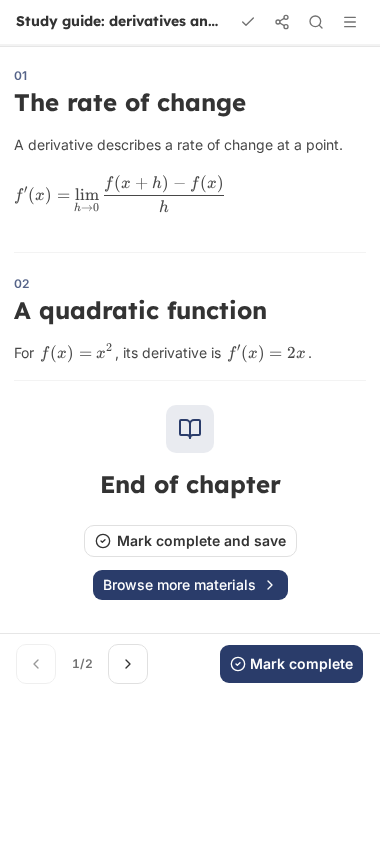 Study guide: derivatives an...
01
The rate of change
A derivative describes a rate of change at a point.
f′(x) = lim h→0 f(x + h) − f(x) / h
02
A quadratic function
For f(x) = x², its derivative is f′(x) = 2x.
End of chapter
Mark complete and save
Browse more materials
1/2
Mark complete